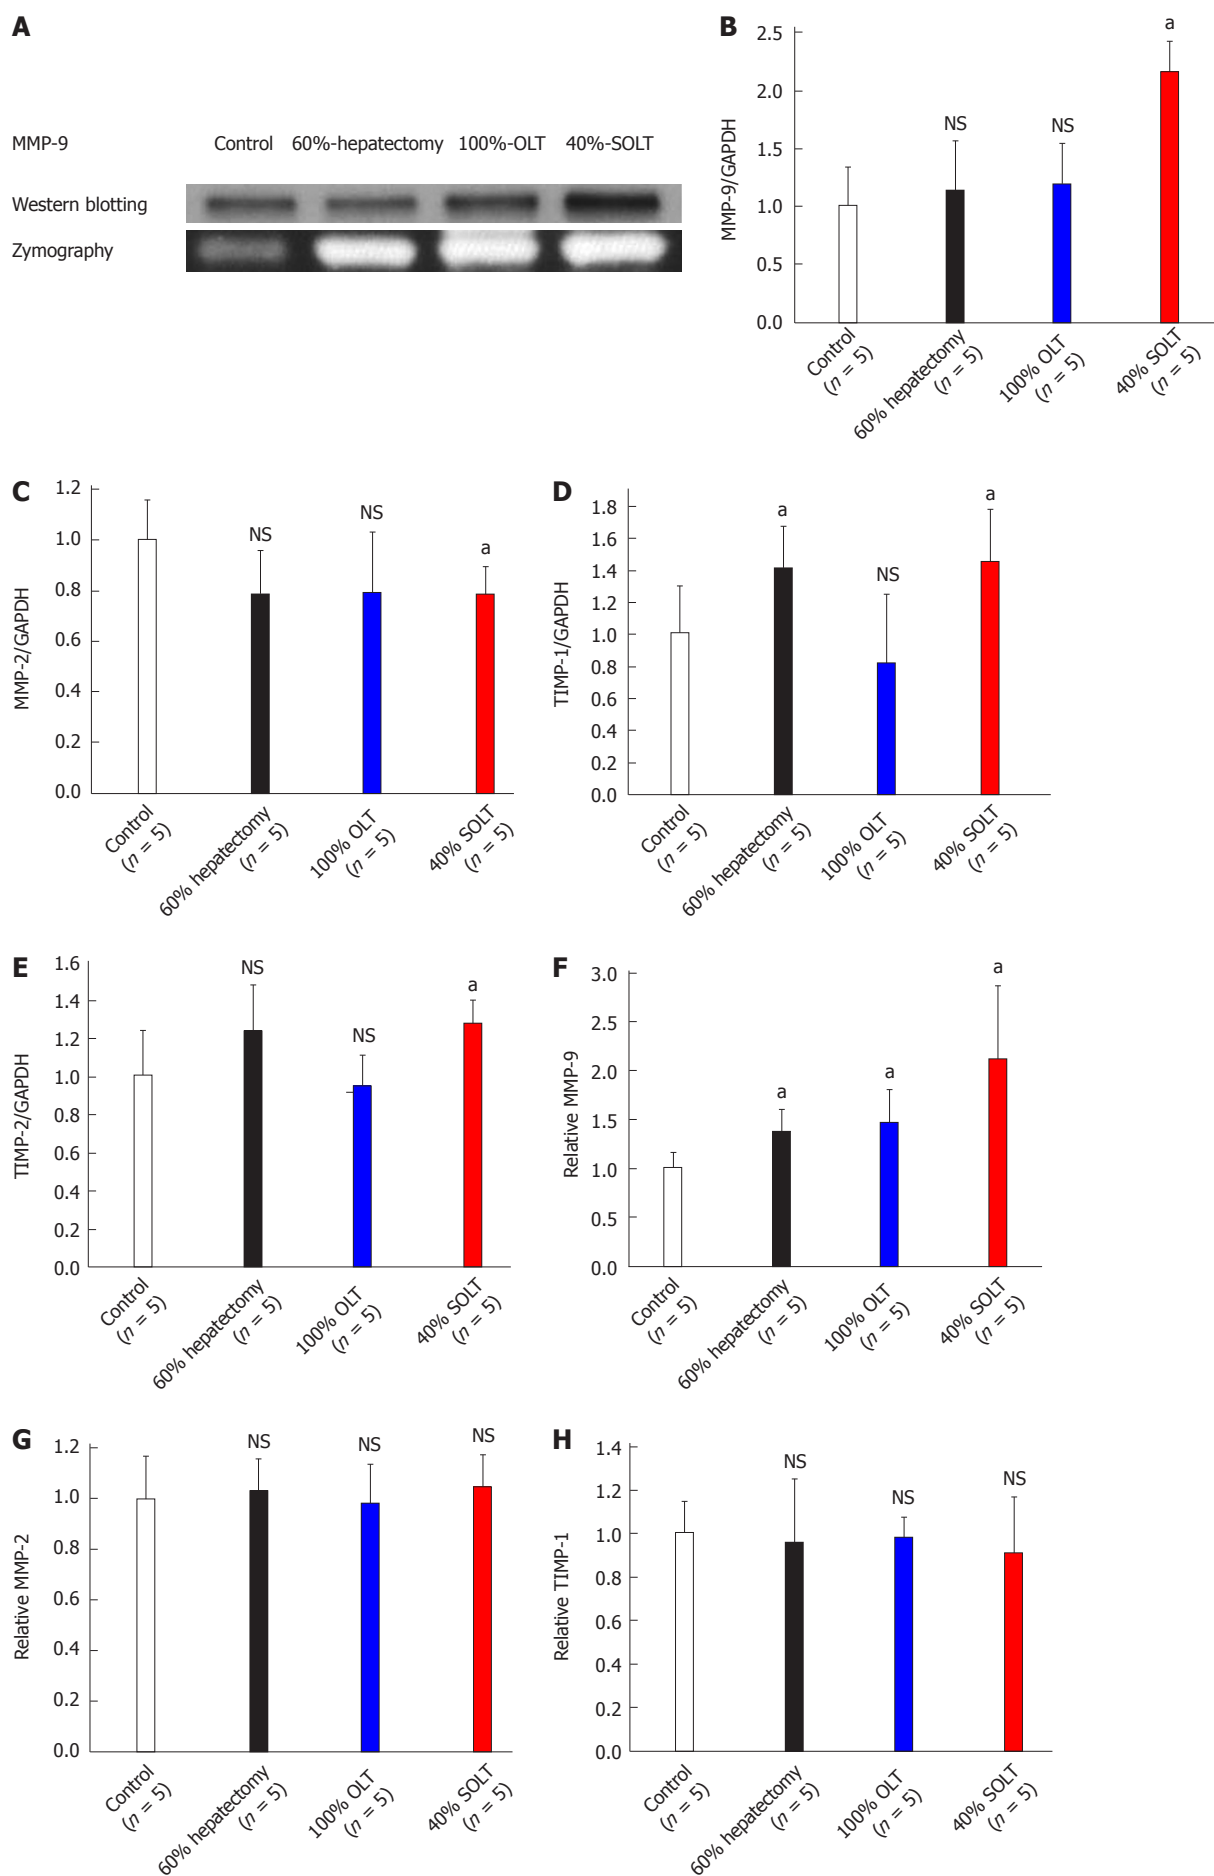 A
MMP-9 Control 60%-hepatectomy 100%-OLT 40%-SOLT
Western blotting
Zymography
B
MMP-9/GAPDH
2.5
2.0
1.5
1.0
0.5
0.0
NS
NS
a
Control
(n = 5)
60% hepatectomy
(n = 5)
100% OLT
(n = 5)
40% SOLT
(n = 5)
C
MMP-2/GAPDH
1.2
1.0
0.8
0.6
0.4
0.2
0.0
NS
NS
a
Control
(n = 5)
60% hepatectomy
(n = 5)
100% OLT
(n = 5)
40% SOLT
(n = 5)
D
TIMP-1/GAPDH
1.8
1.6
1.4
1.2
1.0
0.8
0.6
0.4
0.2
0.0
a
NS
a
Control
(n = 5)
60% hepatectomy
(n = 5)
100% OLT
(n = 5)
40% SOLT
(n = 5)
E
TIMP-2/GAPDH
1.6
1.4
1.2
1.0
0.8
0.6
0.4
0.2
0.0
NS
NS
a
Control
(n = 5)
60% hepatectomy
(n = 5)
100% OLT
(n = 5)
40% SOLT
(n = 5)
F
Relative MMP-9
3.0
2.5
2.0
1.5
1.0
0.5
0.0
a
a
a
Control
(n = 5)
60% hepatectomy
(n = 5)
100% OLT
(n = 5)
40% SOLT
(n = 5)
G
Relative MMP-2
1.2
1.0
0.8
0.6
0.4
0.2
0.0
NS
NS
NS
Control
(n = 5)
60% hepatectomy
(n = 5)
100% OLT
(n = 5)
40% SOLT
(n = 5)
H
Relative TIMP-1
1.4
1.2
1.0
0.8
0.6
0.4
0.2
0.0
NS
NS
NS
Control
(n = 5)
60% hepatectomy
(n = 5)
100% OLT
(n = 5)
40% SOLT
(n = 5)